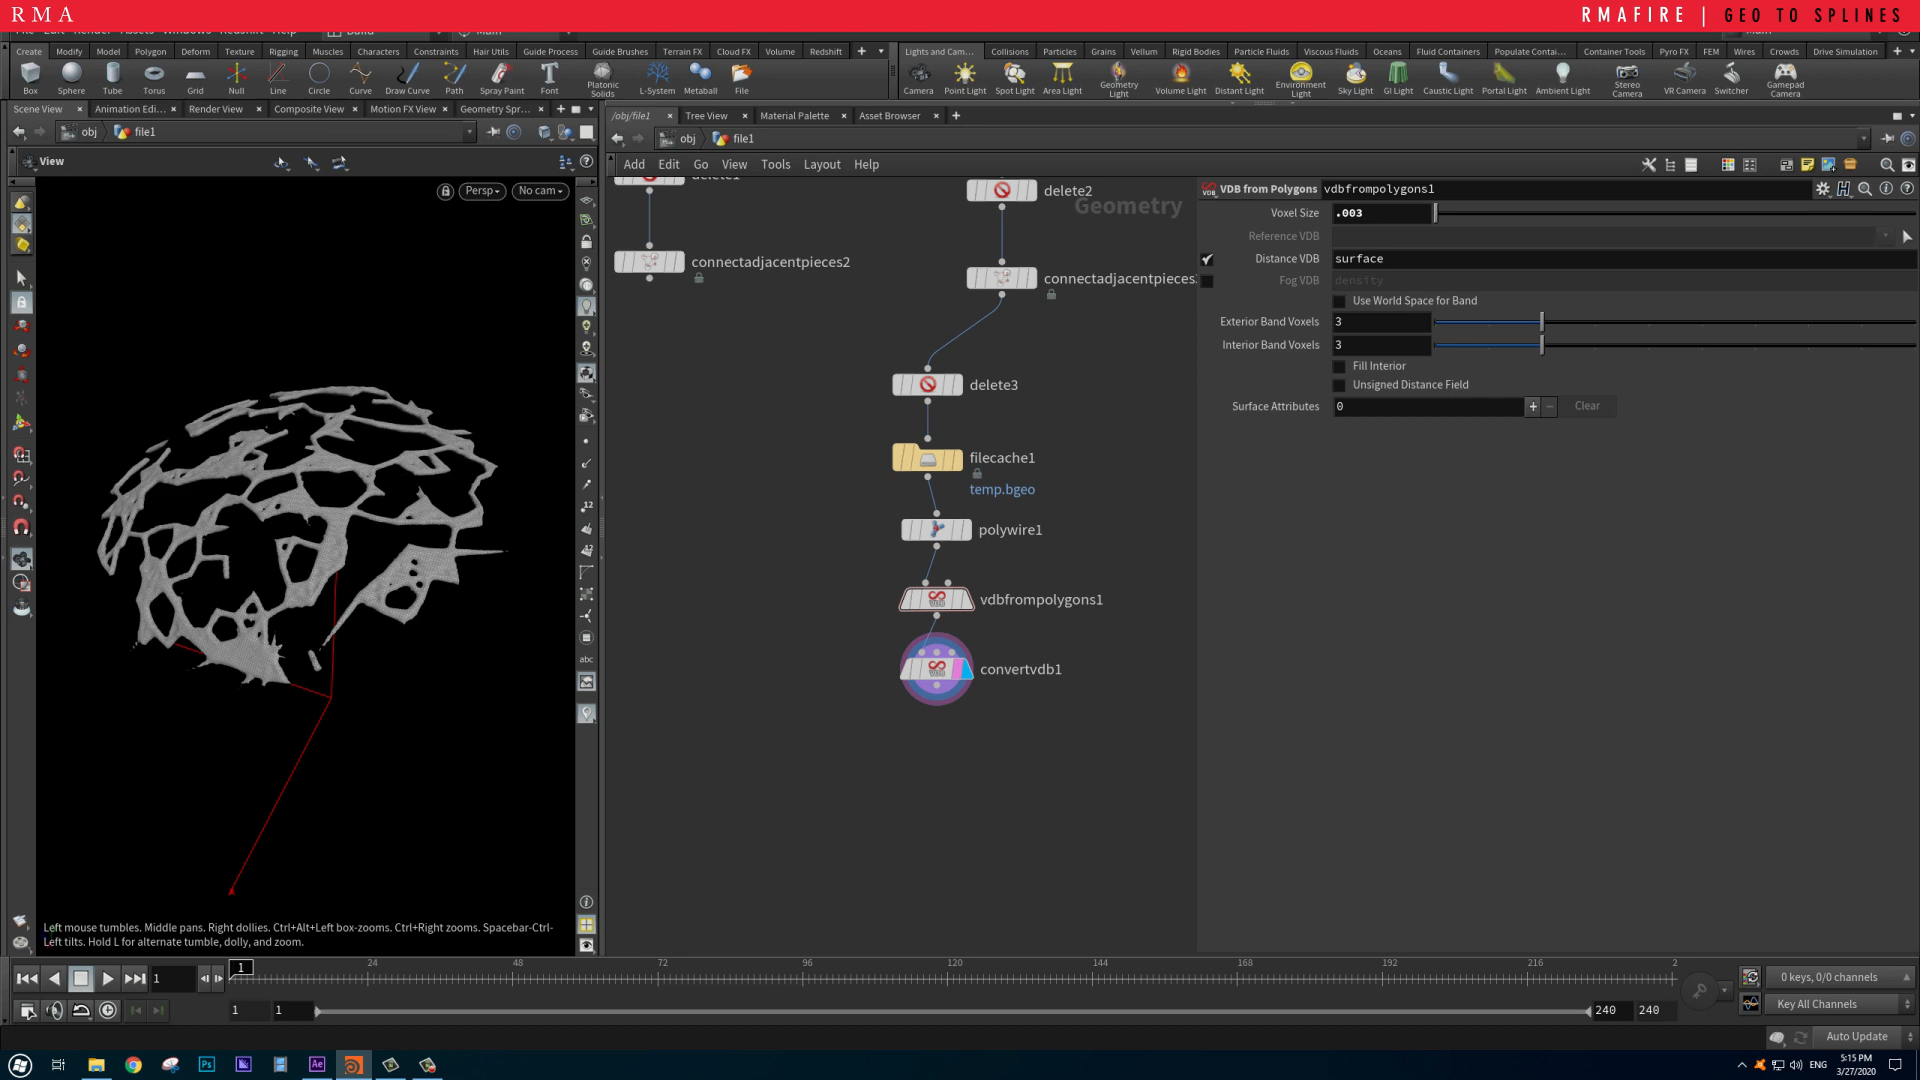 RMA
RMAFIRE | GEO TO SPLINES
Create Modify Model Polygon Deform Texture Rigging Muscles Characters Constraints Hair Utils Guide Process Guide Brushes Terrain FX Cloud FX Volume Redshift
Lights and Cam... Collisions Particles Grains Vellum Rigid Bodies Particle Fluids Viscous Fluids Oceans Fluid Containers Populate Contai... Container Tools Pyro FX FEM Wires Crowds Drive Simulation
Box Sphere Tube Torus Grid Null Line Circle Curve Draw Curve Path Spray Paint Font Platonic Solids L-System Metaball File
Camera Point Light Spot Light Area Light Geometry Light Volume Light Distant Light Environment Light Sky Light GI Light Caustic Light Portal Light Ambient Light Stereo Camera VR Camera Switcher Gamepad Camera
Scene View Animation Edi... Render View Composite View Motion FX View Geometry Spr...
/obj/file1 Tree View Material Palette Asset Browser
obj file1
obj file1
View
Add Edit Go View Tools Layout Help
Persp No cam
delete1
delete2
Geometry
connectadjacentpieces2
connectadjacentpieces
delete3
filecache1
temp.bgeo
polywire1
vdbfrompolygons1
convertvdb1
VDB from Polygons vdbfrompolygons1
Voxel Size .003
Reference VDB
Distance VDB surface
Fog VDB density
Use World Space for Band
Exterior Band Voxels 3
Interior Band Voxels 3
Fill Interior
Unsigned Distance Field
Surface Attributes 0 Clear
12
12
abc
Left mouse tumbles. Middle pans. Right dollies. Ctrl+Alt+Left box-zooms. Ctrl+Right zooms. Spacebar-Ctrl-
Left tilts. Hold L for alternate tumble, dolly, and zoom.
1 1 24 48 72 96 120 144 168 192 216 2
0 keys, 0/0 channels
1 1 240 240
Key All Channels
Auto Update
Ps Ae
ENG
5:15 PM
3/27/2020